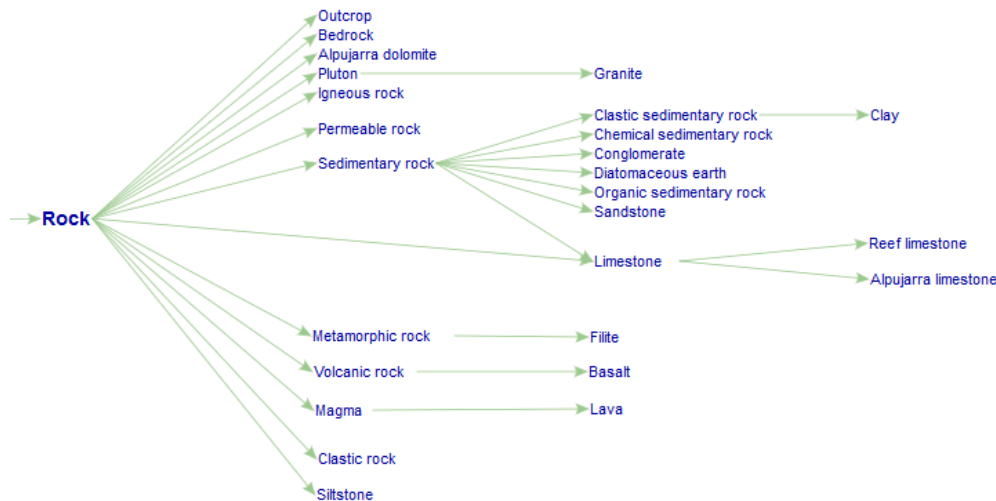 Outcrop
Bedrock
Alpujarra dolomite
Pluton
Granite
Igneous rock
Clastic sedimentary rock
Clay
Permeable rock
Chemical sedimentary rock
Conglomerate
Sedimentary rock
Diatomaceous earth
Organic sedimentary rock
Sandstone
Rock
Reef limestone
Limestone
Alpujarra limestone
Metamorphic rock
Filite
Volcanic rock
Basalt
Magma
Lava
Clastic rock
Siltstone